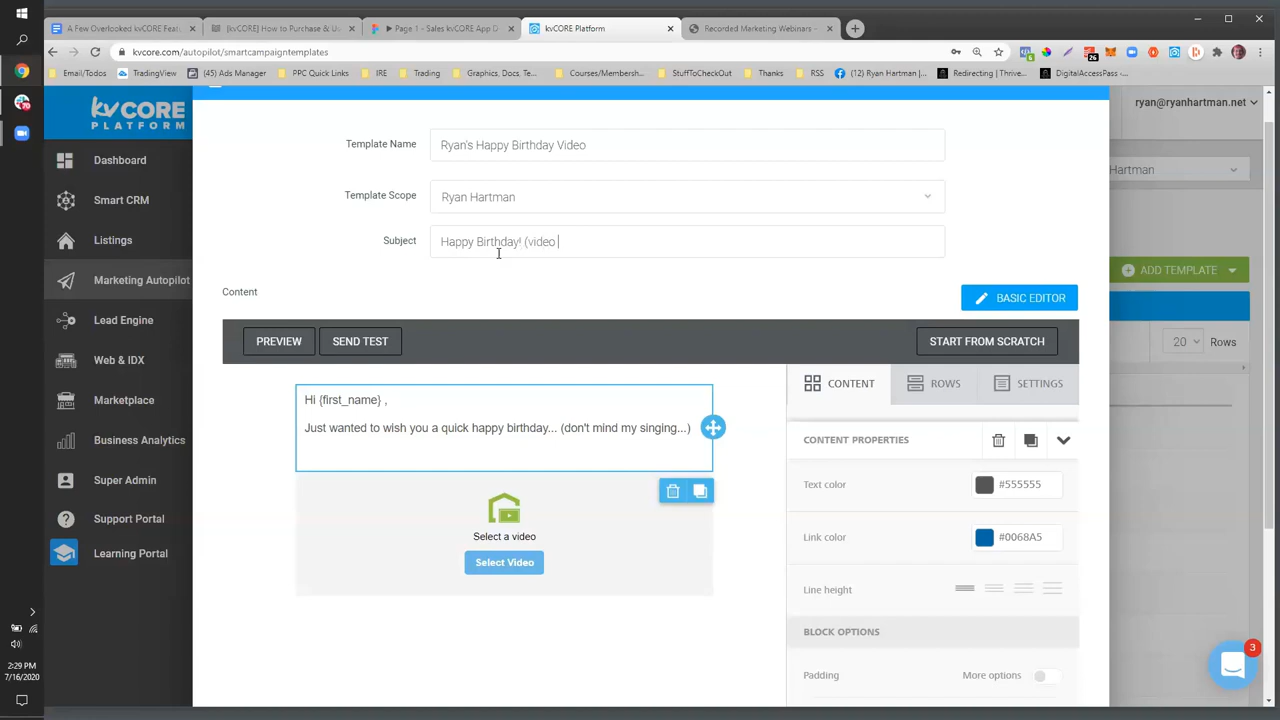 A Few Overlooked kvCORE Feat
[kvCORE] How to Purchase & U
Page 1 - Sales kvCORE App D
kvCORE Platform
Recorded Marketing Webinars –
kvcore.com/autopilot/smartcampaigntemplates
Email/Todos
TradingView
(45) Ads Manager
PPC Quick Links
IRE
Trading
Graphics, Docs, Te...
Courses/Membersh...
StuffToCheckOut
Thanks
RSS
(12) Ryan Hartman |...
Redirecting | Thrive...
DigitalAccessPass -...
6
26
70
kvCORE
PLATFORM
ryan@ryanhartman.net
Hartman
Dashboard
Smart CRM
Listings
Marketing Autopilot
Lead Engine
Web & IDX
Marketplace
Business Analytics
Super Admin
Support Portal
Learning Portal
Template Name
Ryan's Happy Birthday Video
Template Scope
Ryan Hartman
Subject
Happy Birthday! (video
Content
BASIC EDITOR
ADD TEMPLATE
20
Rows
PREVIEW
SEND TEST
START FROM SCRATCH
Hi {first_name} ,
Just wanted to wish you a quick happy birthday... (don't mind my singing...)
Select a video
Select Video
CONTENT
ROWS
SETTINGS
CONTENT PROPERTIES
Text color
#555555
Link color
#0068A5
Line height
BLOCK OPTIONS
Padding
More options
3
2:29 PM
7/16/2020